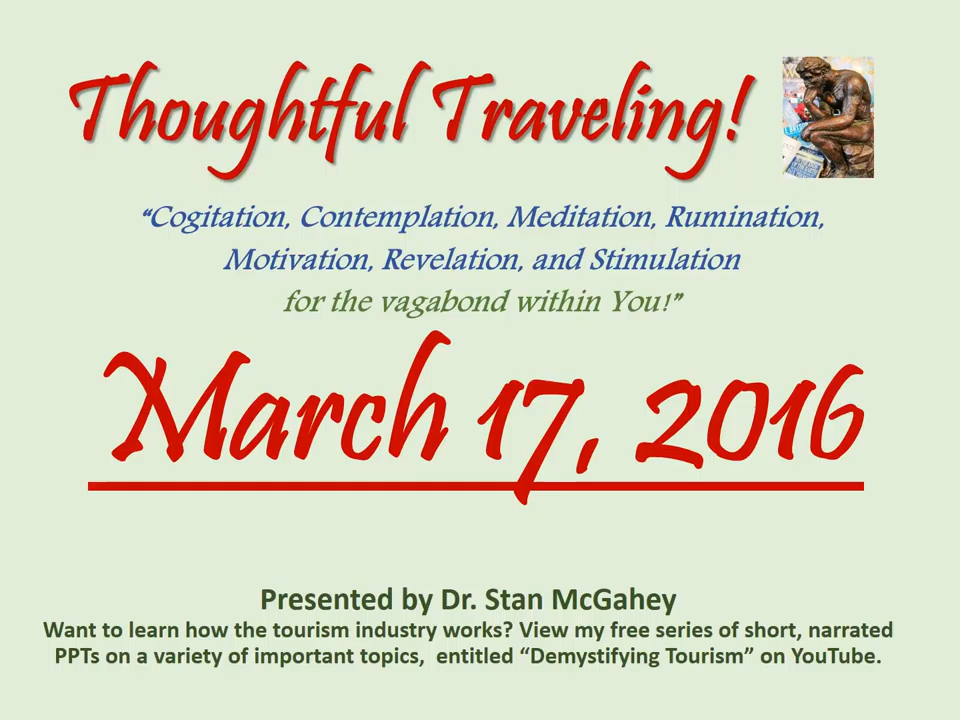 Thoughtful Traveling!
“Cogitation, Contemplation, Meditation, Rumination,
Motivation, Revelation, and Stimulation
for the vagabond within You!”
March 17, 2016
Presented by Dr. Stan McGahey
Want to learn how the tourism industry works? View my free series of short, narrated
PPTs on a variety of important topics,  entitled “Demystifying Tourism” on YouTube.